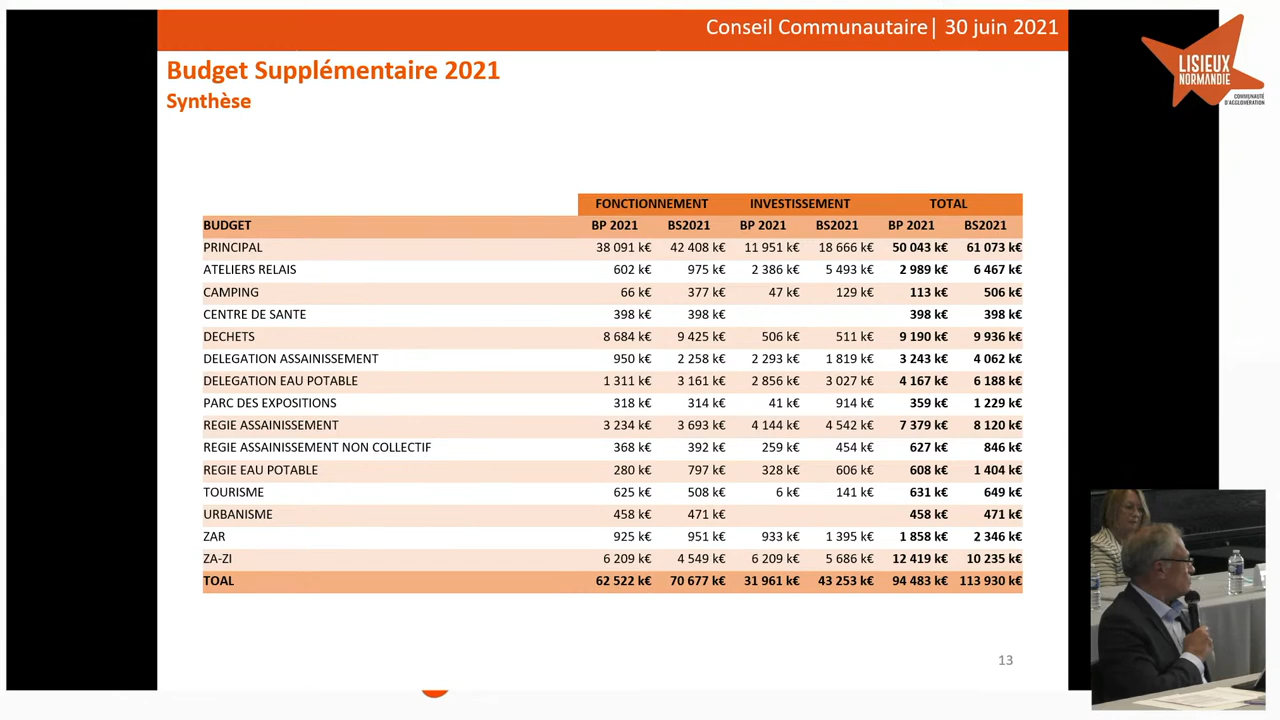 Conseil Communautaire| 30 juin 2021
LISIEUX
NORMANDIE
COMMUNAUTÉ
D'AGGLOMÉRATION
Budget Supplémentaire 2021
Synthèse
FONCTIONNEMENT INVESTISSEMENT TOTAL
BUDGET BP 2021 BS2021 BP 2021 BS2021 BP 2021 BS2021
PRINCIPAL 38 091 k€ 42 408 k€ 11 951 k€ 18 666 k€ 50 043 k€ 61 073 k€
ATELIERS RELAIS 602 k€ 975 k€ 2 386 k€ 5 493 k€ 2 989 k€ 6 467 k€
CAMPING 66 k€ 377 k€ 47 k€ 129 k€ 113 k€ 506 k€
CENTRE DE SANTE 398 k€ 398 k€ 398 k€ 398 k€
DECHETS 8 684 k€ 9 425 k€ 506 k€ 511 k€ 9 190 k€ 9 936 k€
DELEGATION ASSAINISSEMENT 950 k€ 2 258 k€ 2 293 k€ 1 819 k€ 3 243 k€ 4 062 k€
DELEGATION EAU POTABLE 1 311 k€ 3 161 k€ 2 856 k€ 3 027 k€ 4 167 k€ 6 188 k€
PARC DES EXPOSITIONS 318 k€ 314 k€ 41 k€ 914 k€ 359 k€ 1 229 k€
REGIE ASSAINISSEMENT 3 234 k€ 3 693 k€ 4 144 k€ 4 542 k€ 7 379 k€ 8 120 k€
REGIE ASSAINISSEMENT NON COLLECTIF 368 k€ 392 k€ 259 k€ 454 k€ 627 k€ 846 k€
REGIE EAU POTABLE 280 k€ 797 k€ 328 k€ 606 k€ 608 k€ 1 404 k€
TOURISME 625 k€ 508 k€ 6 k€ 141 k€ 631 k€ 649 k€
URBANISME 458 k€ 471 k€ 458 k€ 471 k€
ZAR 925 k€ 951 k€ 933 k€ 1 395 k€ 1 858 k€ 2 346 k€
ZA-ZI 6 209 k€ 4 549 k€ 6 209 k€ 5 686 k€ 12 419 k€ 10 235 k€
TOAL 62 522 k€ 70 677 k€ 31 961 k€ 43 253 k€ 94 483 k€ 113 930 k€
13